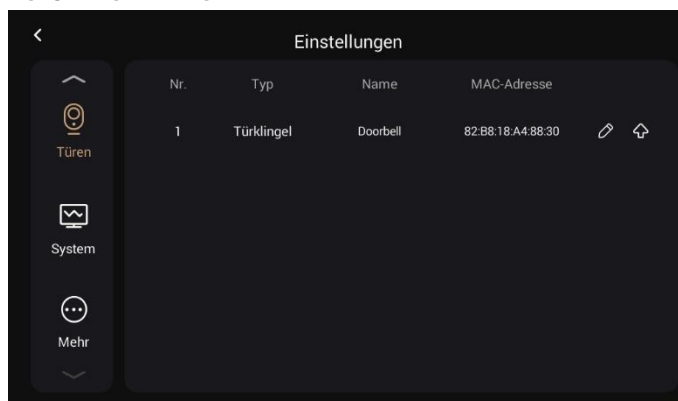 Einstellungen
Nr. Typ Name MAC-Adresse
1 Türklingel Doorbell 82:B8:18:A4:88:30
Türen
System
Mehr